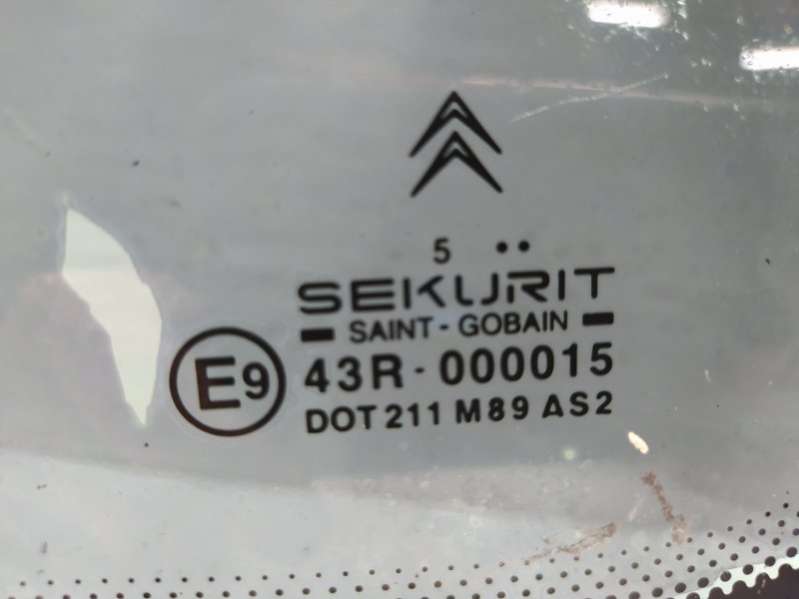 5 ••
SEKURIT
SAINT-GOBAIN
E9
43R-000015
DOT 211 M89 AS2